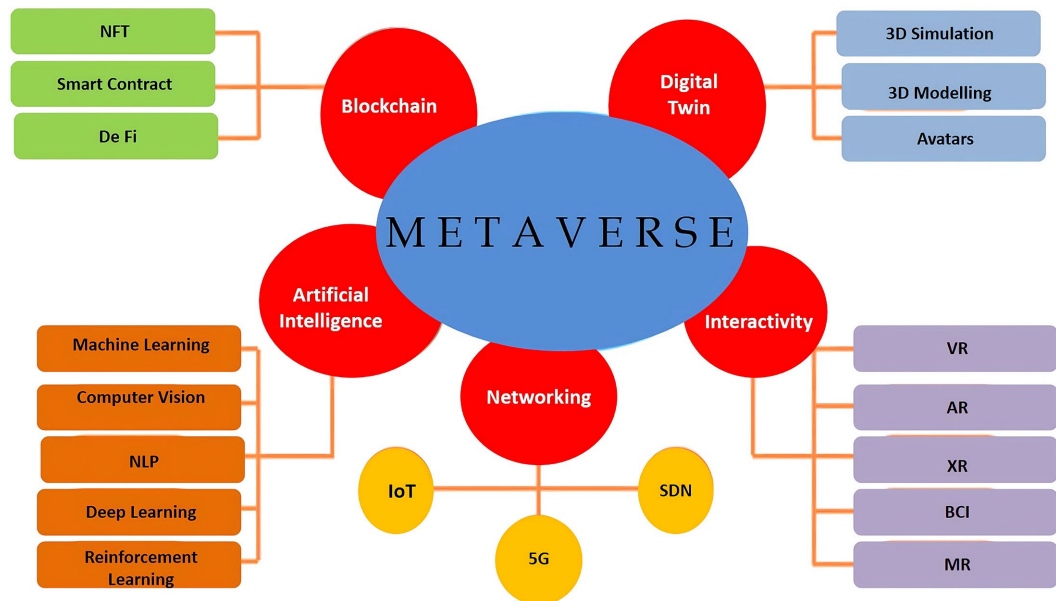 NFT
Smart Contract
De Fi
Blockchain
Digital
Twin
3D Simulation
3D Modelling
Avatars
METAVERSE
Artificial
Intelligence
Machine Learning
Computer Vision
NLP
Deep Learning
Reinforcement
Learning
Networking
IoT
5G
SDN
Interactivity
VR
AR
XR
BCI
MR